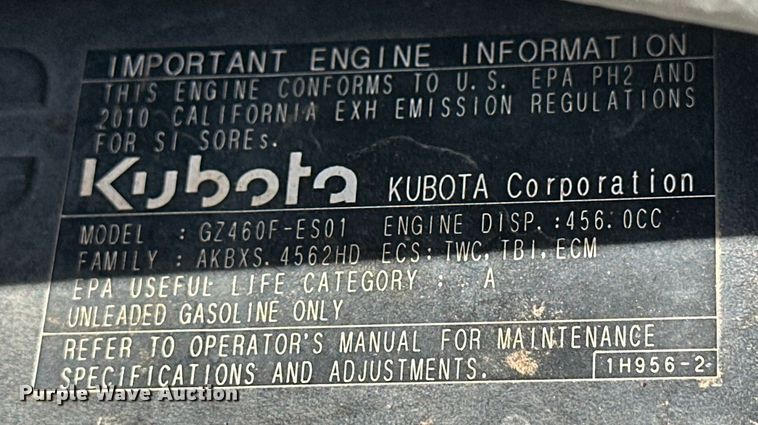 IMPORTANT ENGINE INFORMATION
THIS ENGINE CONFORMS TO U.S. EPA PH2 AND
2010 CALIFORNIA EXH EMISSION REGULATIONS
FOR SI SOREs.
Kubota KUBOTA Corporation
MODEL : GZ460F-ES01 ENGINE DISP.:456.0CC
FAMILY : AKBXS.4562HD ECS: TWC,TBI,ECM
EPA USEFUL LIFE CATEGORY : A
UNLEADED GASOLINE ONLY
REFER TO OPERATOR'S MANUAL FOR MAINTENANCE
SPECIFICATIONS AND ADJUSTMENTS.
1H956-2
Purple Wave Auction